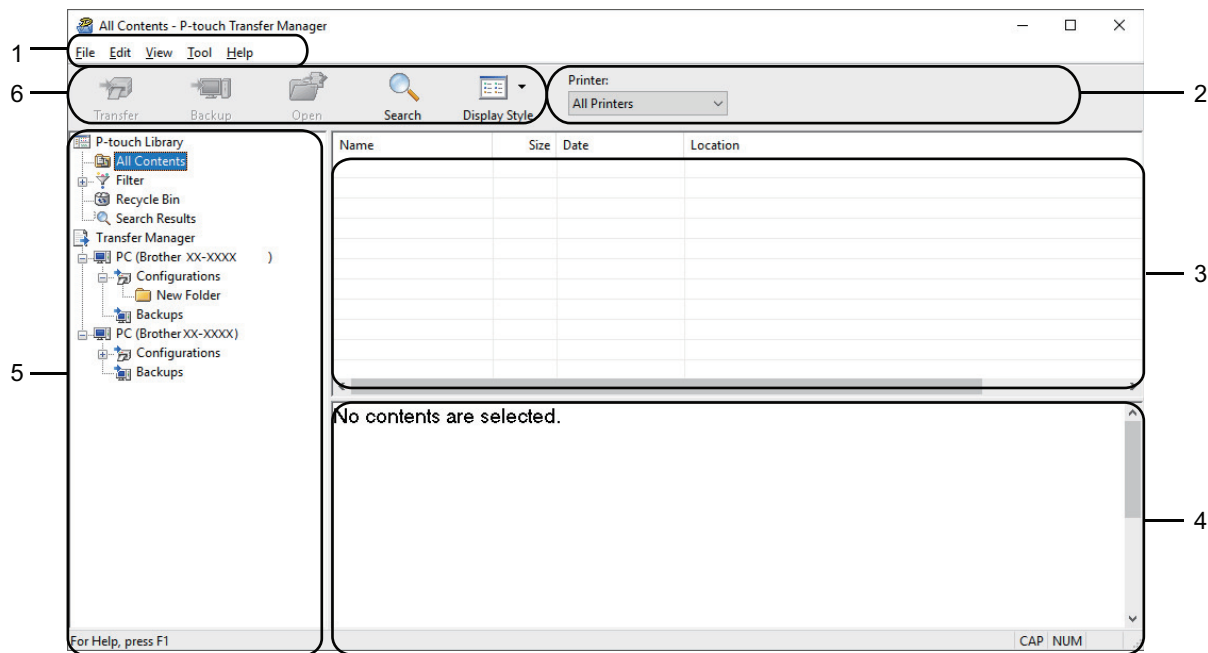 All Contents - P-touch Transfer Manager
1
File Edit View Tool Help
6
Transfer Backup Open Search Display Style
Printer:
All Printers
2
P-touch Library
All Contents
Filter
Recycle Bin
Search Results
Transfer Manager
PC (Brother XX-XXXX )
Configurations
New Folder
Backups
PC (Brother XX-XXXX)
Configurations
Backups
5
Name Size Date Location
3
No contents are selected.
4
For Help, press F1
CAP NUM